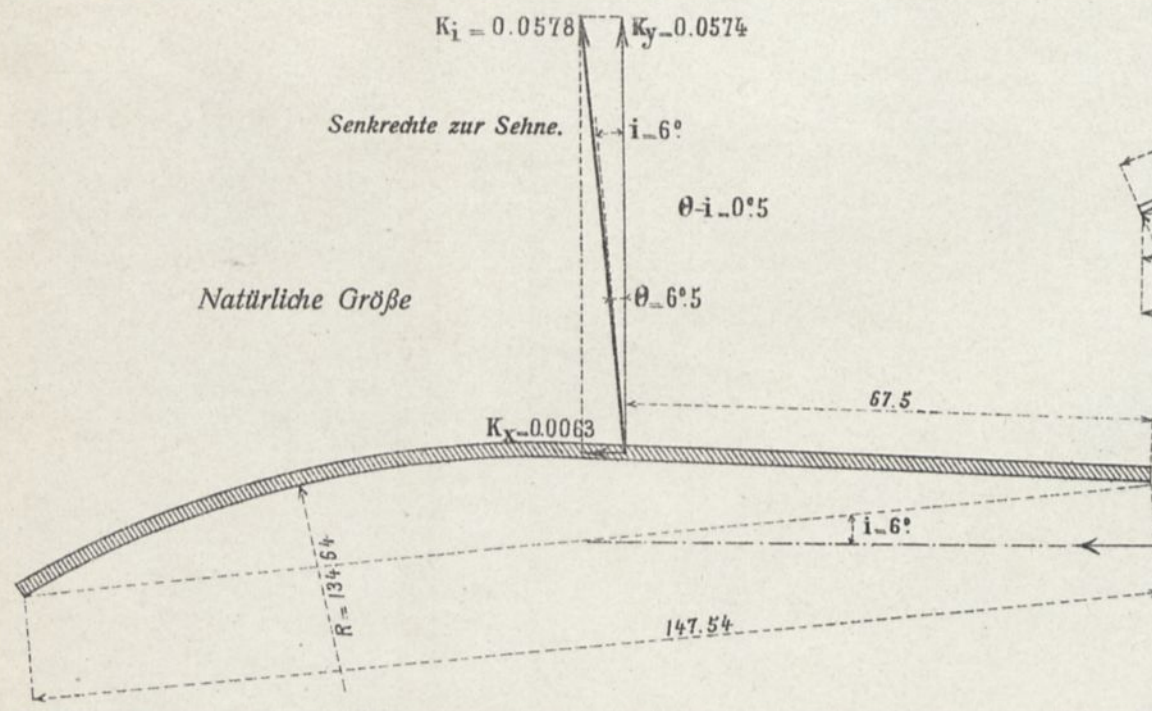 Ki = 0.0578
Ky=0.0574
Senkrechte zur Sehne.
i=6°
θ-i=0°.5
Natürliche Größe
θ=6°.5
67.5
Kx=0.0063
i=6°
R=134.64
147.54